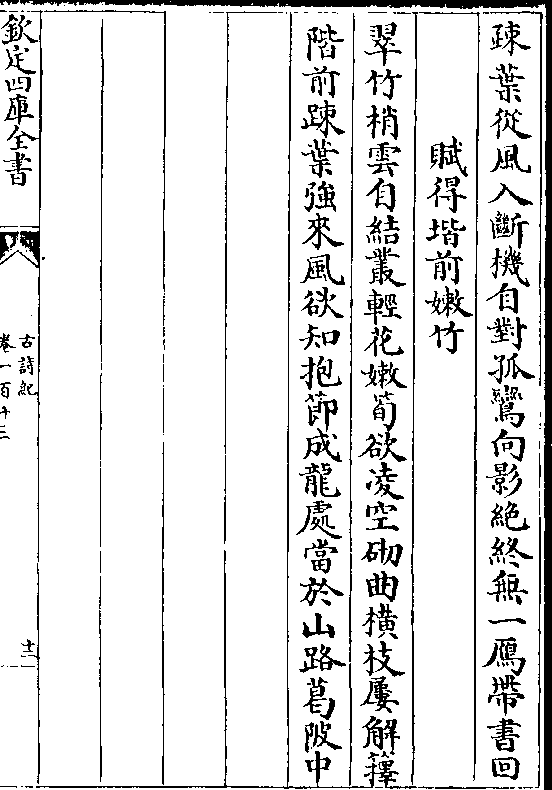 疎葉從風入斷機自對孤鸞向影絶終無一鴈帶書回
賦得堦前嫩竹
翠竹梢雲自結叢輕花嫩筍欲凌空砌曲横枝屢解籜
階前疎葉強來風欲知抱節成龍處當於山路葛陂中
欽定四庫全書
古詩紀
卷一百十三
十二